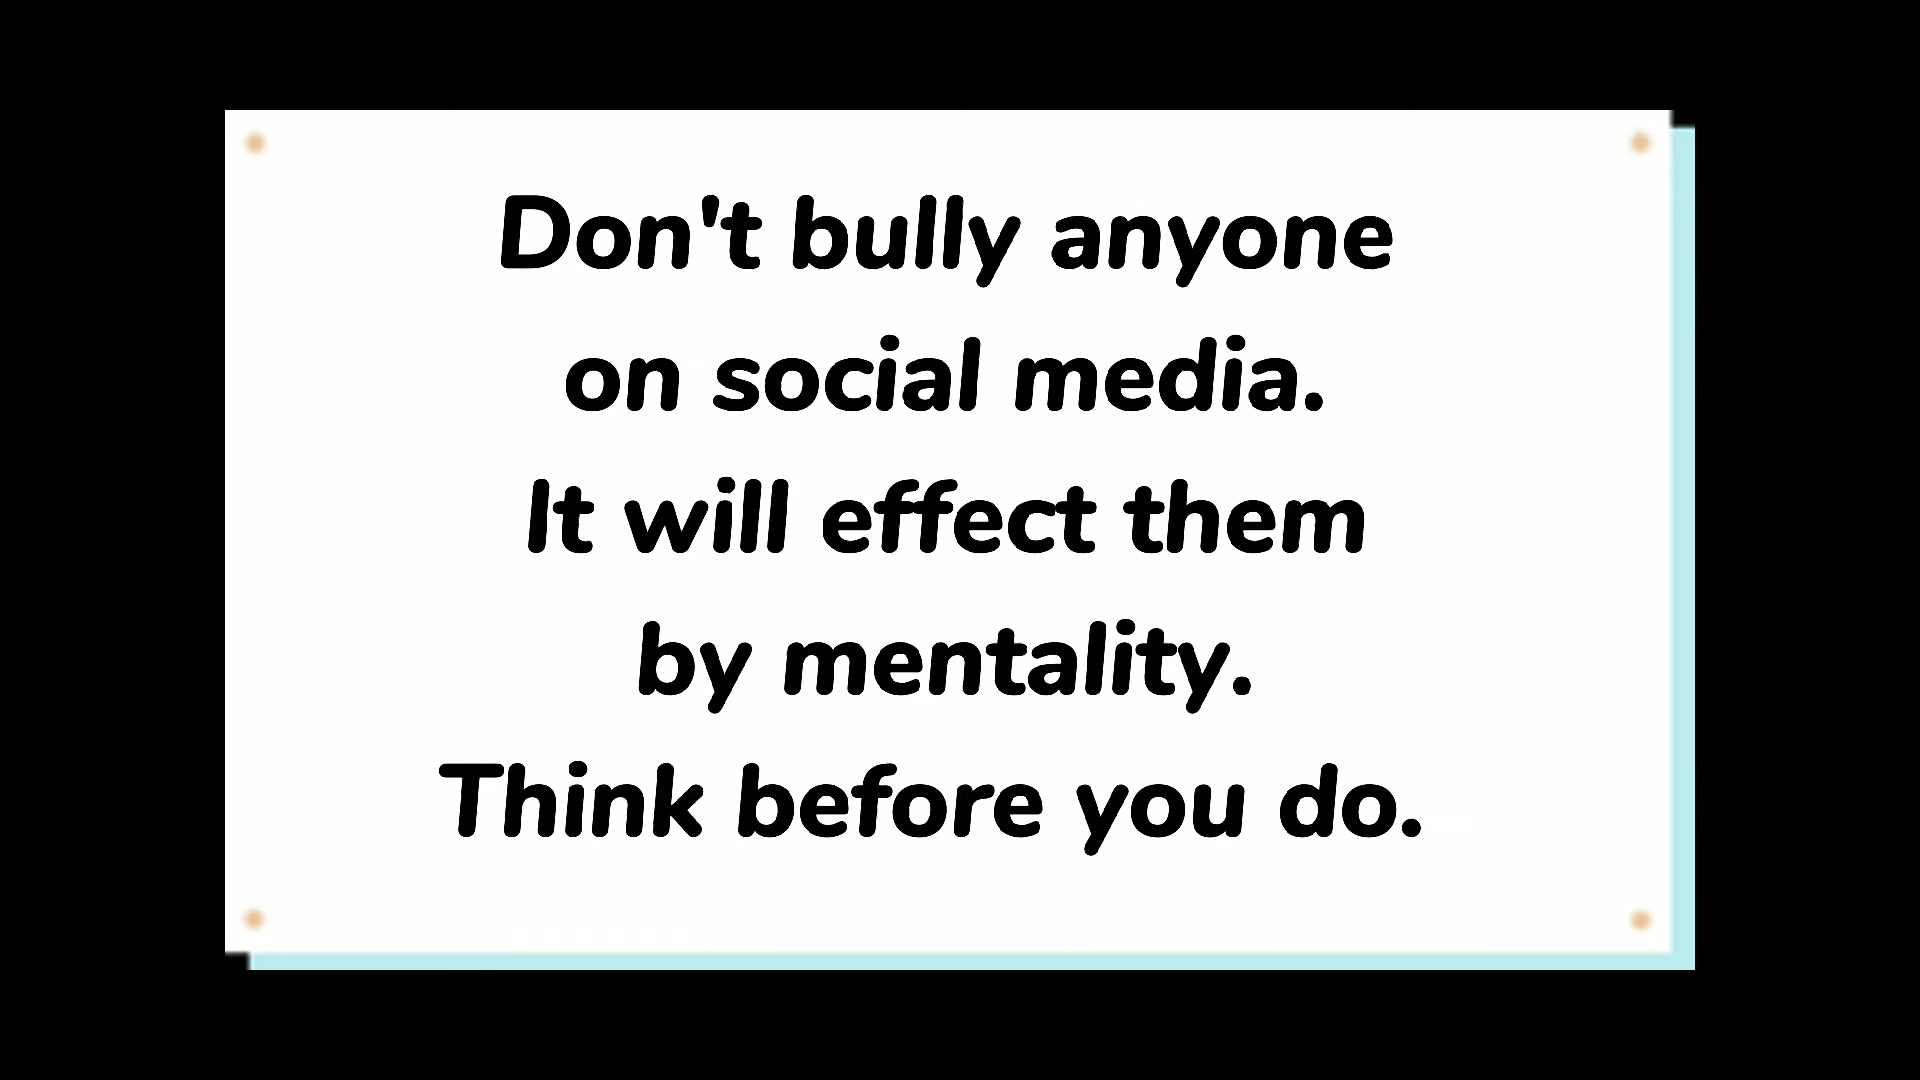 Don't bully anyone
on social media.
It will effect them
by mentality.
Think before you do.